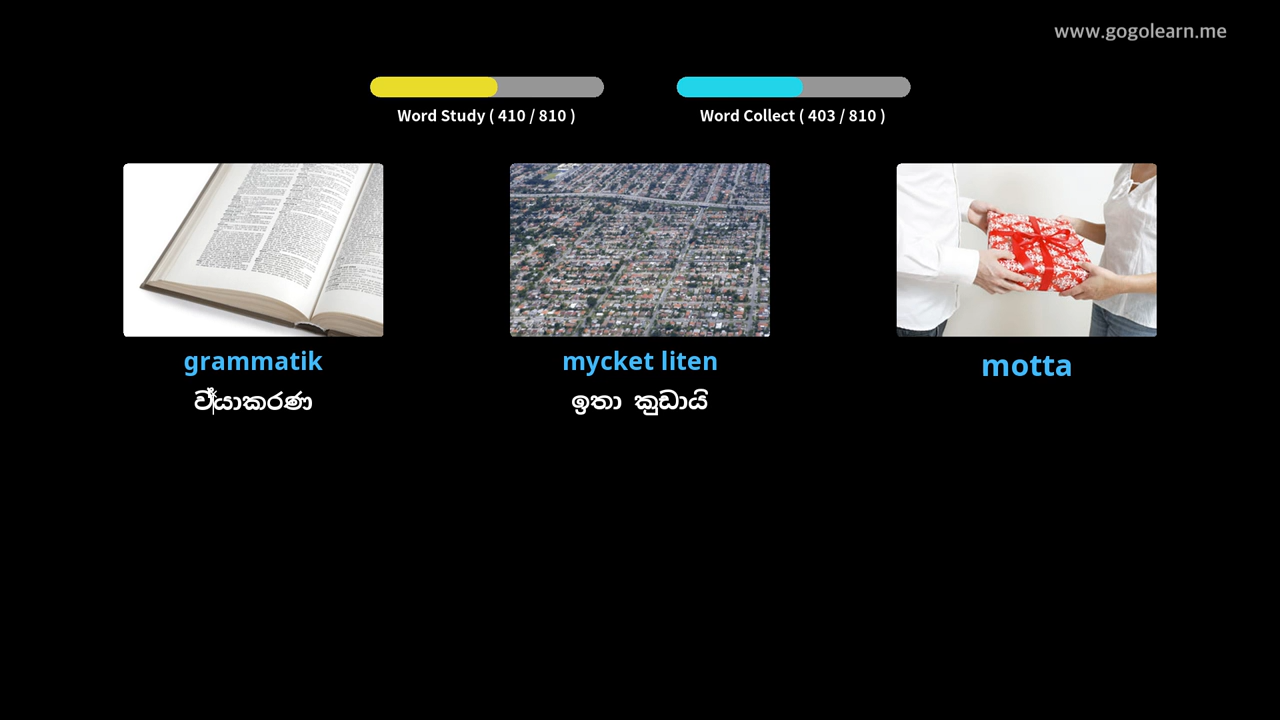 www.gogolearn.me
Word Study ( 410 / 810 )
Word Collect ( 403 / 810 )
grammatik
mycket liten
motta
ව්‍යාකරණ
ඉතා කුඩායි